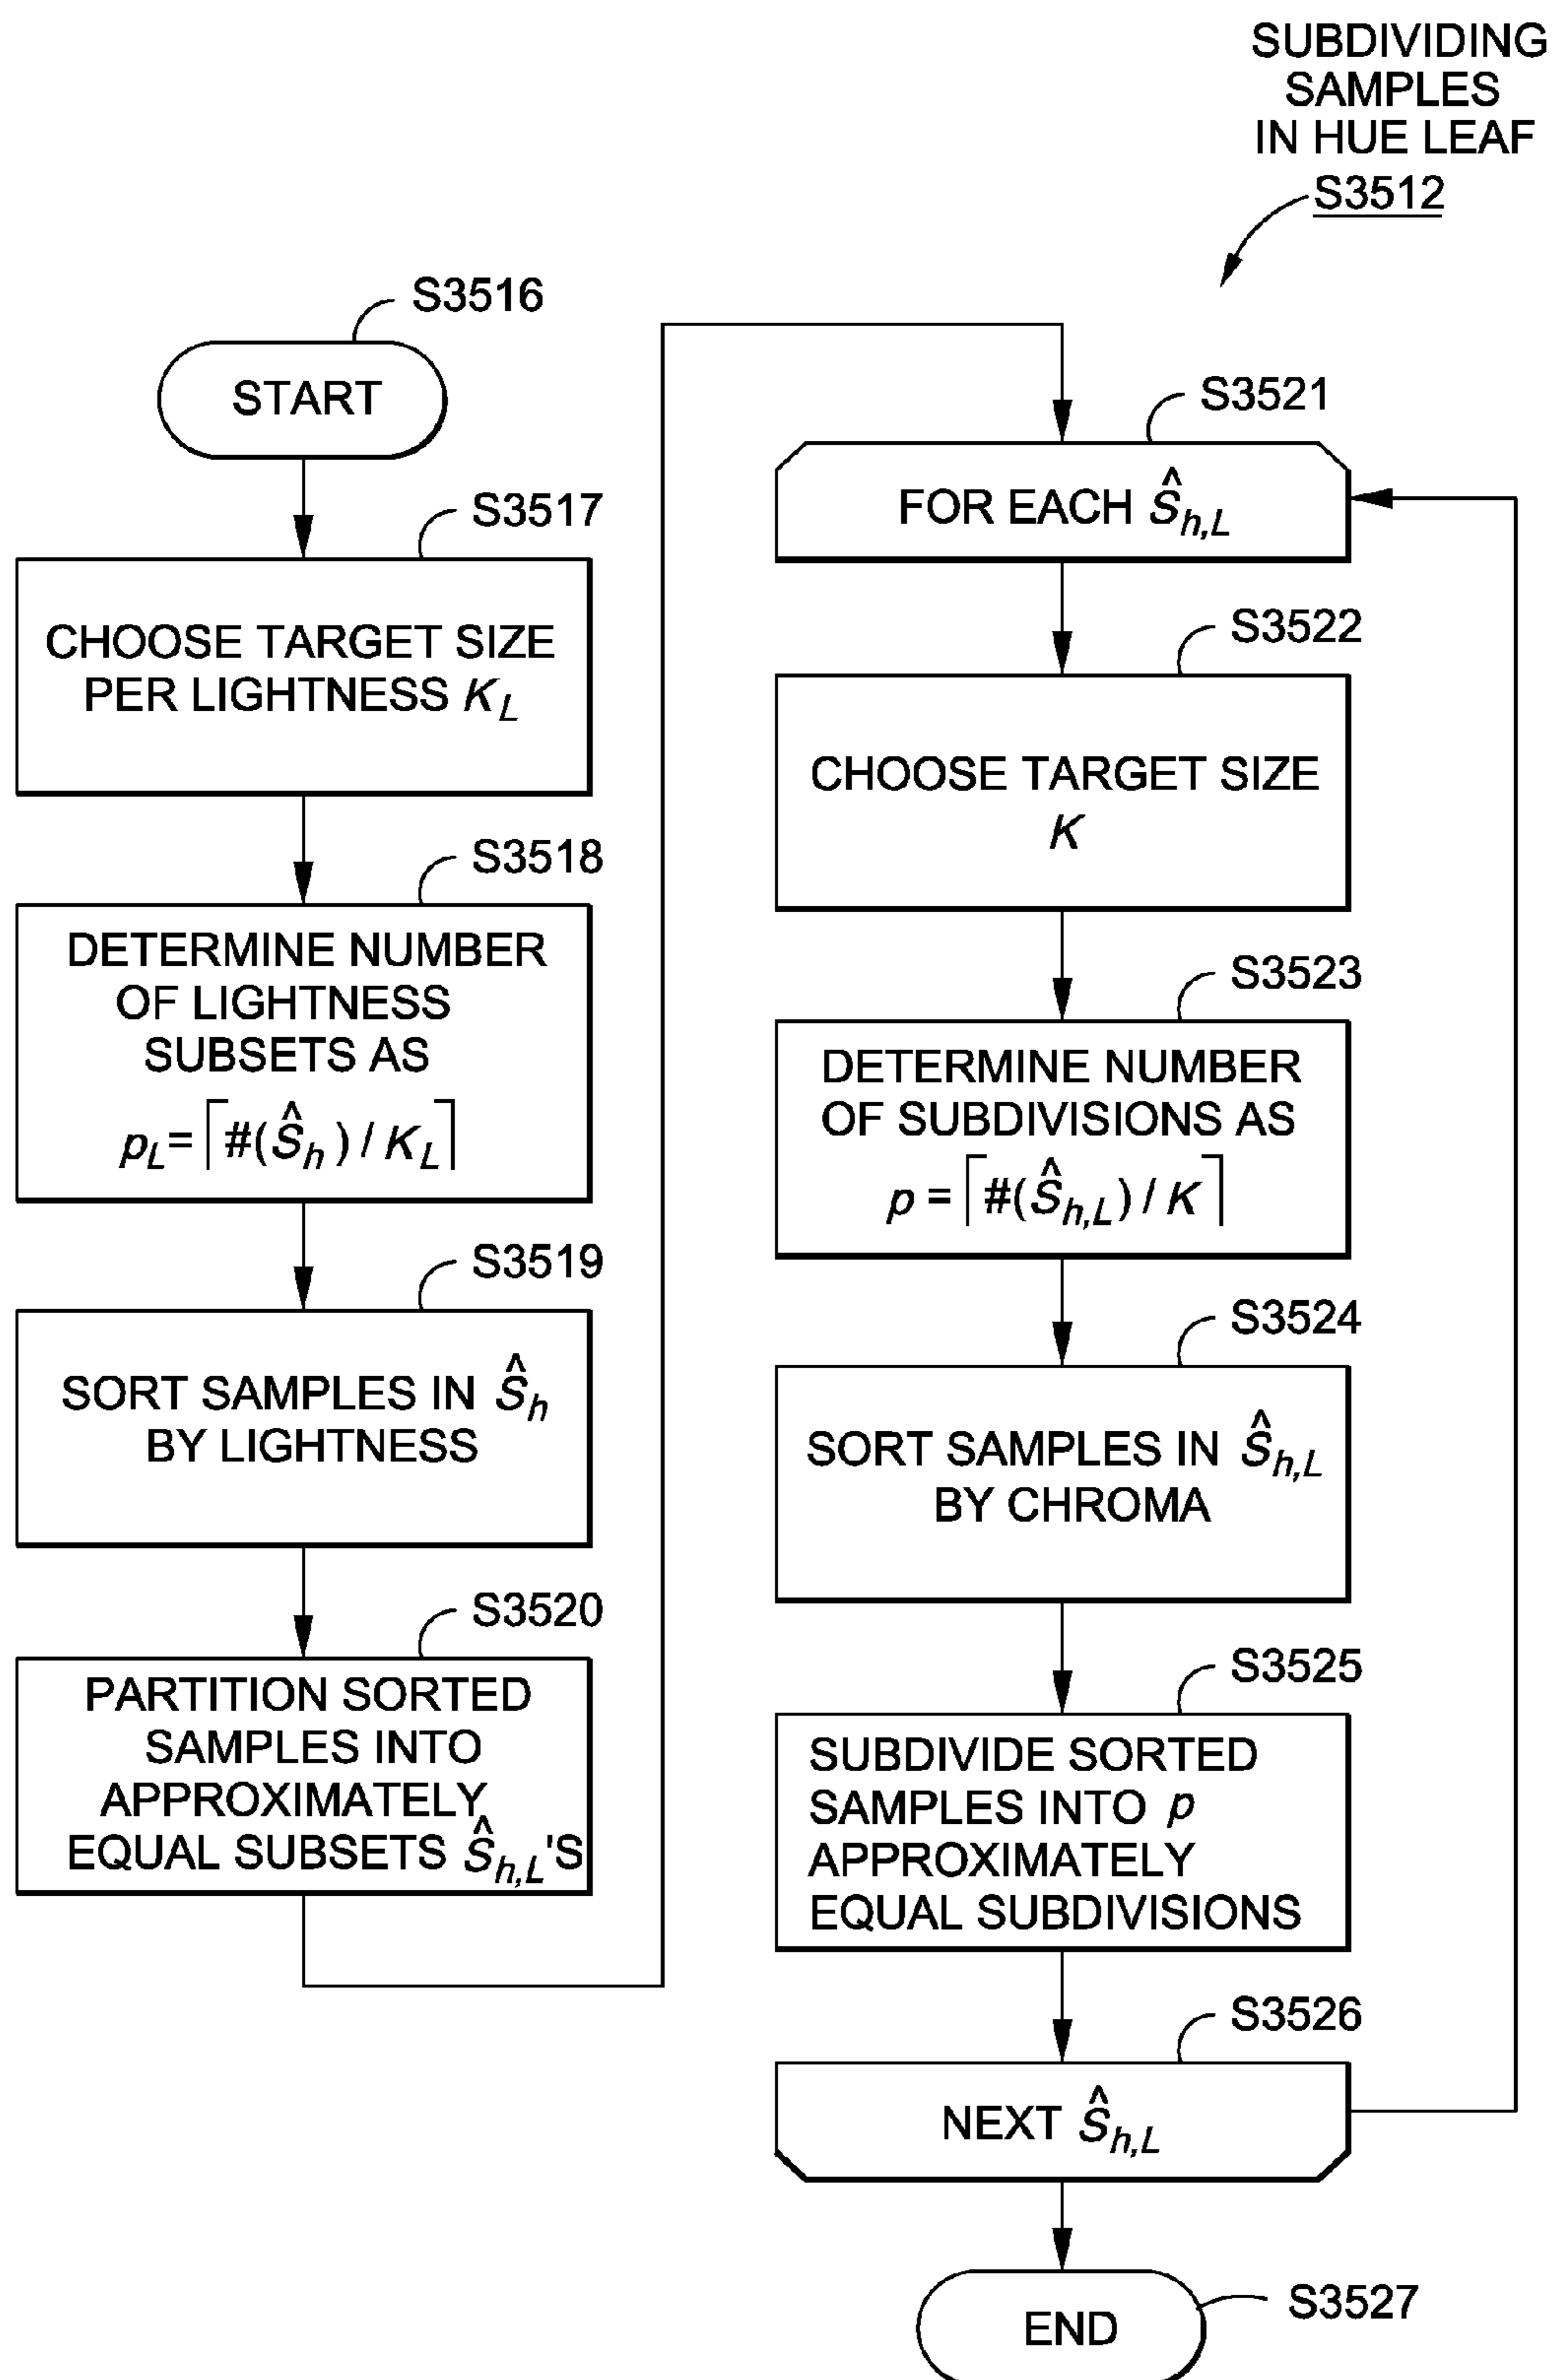 SUBDIVIDING
SAMPLES
IN HUE LEAF
S3512
S3516
START
S3517
CHOOSE TARGET SIZE
PER LIGHTNESS K_L
S3518
DETERMINE NUMBER
OF LIGHTNESS
SUBSETS AS
p_L = ⌈#(Ŝ_h) / K_L⌉
S3519
SORT SAMPLES IN Ŝ_h
BY LIGHTNESS
S3520
PARTITION SORTED
SAMPLES INTO
APPROXIMATELY
EQUAL SUBSETS Ŝ_h,L'S
S3521
FOR EACH Ŝ_h,L
S3522
CHOOSE TARGET SIZE
K
S3523
DETERMINE NUMBER
OF SUBDIVISIONS AS
p = ⌈#(Ŝ_h,L) / K⌉
S3524
SORT SAMPLES IN Ŝ_h,L
BY CHROMA
S3525
SUBDIVIDE SORTED
SAMPLES INTO p
APPROXIMATELY
EQUAL SUBDIVISIONS
S3526
NEXT Ŝ_h,L
END
S3527